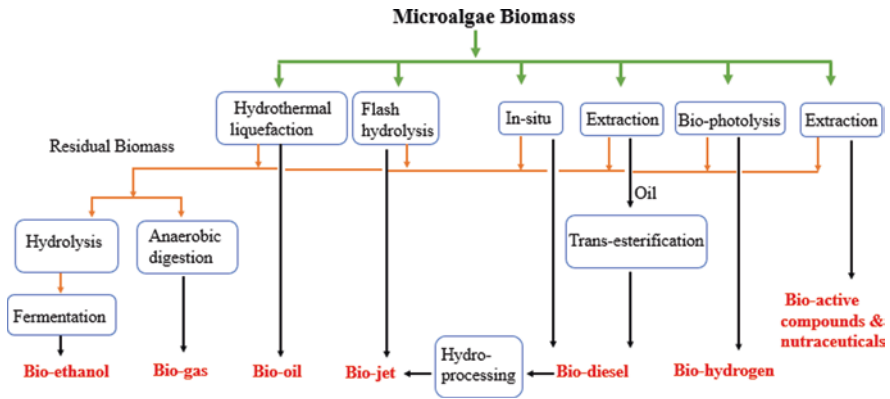 Microalgae Biomass
Hydrothermal
liquefaction
Flash
hydrolysis
In-situ
Extraction
Bio-photolysis
Extraction
Residual Biomass
Oil
Hydrolysis
Anaerobic
digestion
Trans-esterification
Fermentation
Bio-active
compounds &
nutraceuticals
Hydro-
processing
Bio-ethanol
Bio-gas
Bio-oil
Bio-jet
Bio-diesel
Bio-hydrogen